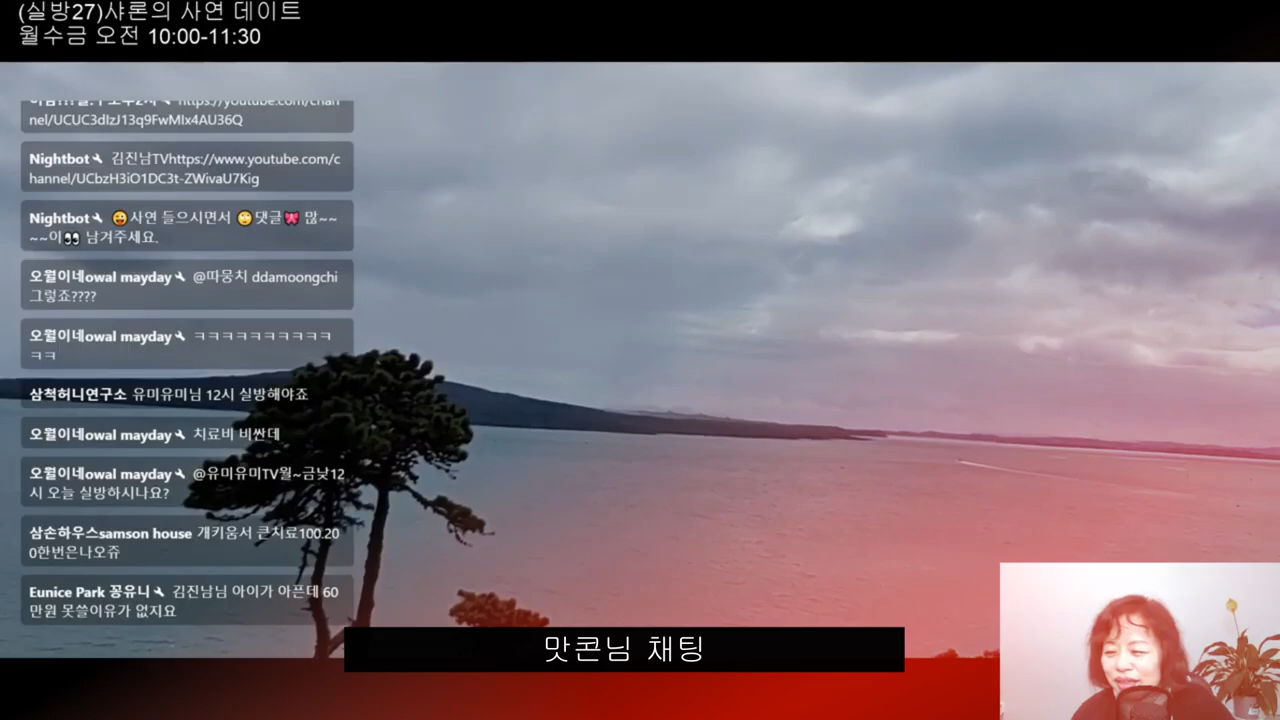 (실방27)샤론의 사연 데이트
월수금 오전 10:00-11:30
https://youtube.com/chan
nel/UCUC3dIzJ13q9FwMIx4AU36Q
Nightbot 김진남TVhttps://www.youtube.com/c
hannel/UCbzH3iO1DC3t-ZWivaU7Kig
Nightbot 😜사연 들으시면서 🙄댓글🎀 많~~
~~이👀 남겨주세요.
오월이네owal mayday @따뭉치 ddamoongchi
그렇죠????
오월이네owal mayday ㅋㅋㅋㅋㅋㅋㅋㅋㅋㅋ
ㅋㅋ
삼척허니연구소 유미유미님 12시 실방해야죠
오월이네owal mayday 치료비 비싼데
오월이네owal mayday @유미유미TV월~금낮12
시 오늘 실방하시나요?
삼손하우스samson house 개키움서 큰치료100.20
0한번은나오쥬
Eunice Park 꽁유니 김진남님 아이가 아픈데 60
만원 못쓸이유가 없지요
맛콘님 채팅